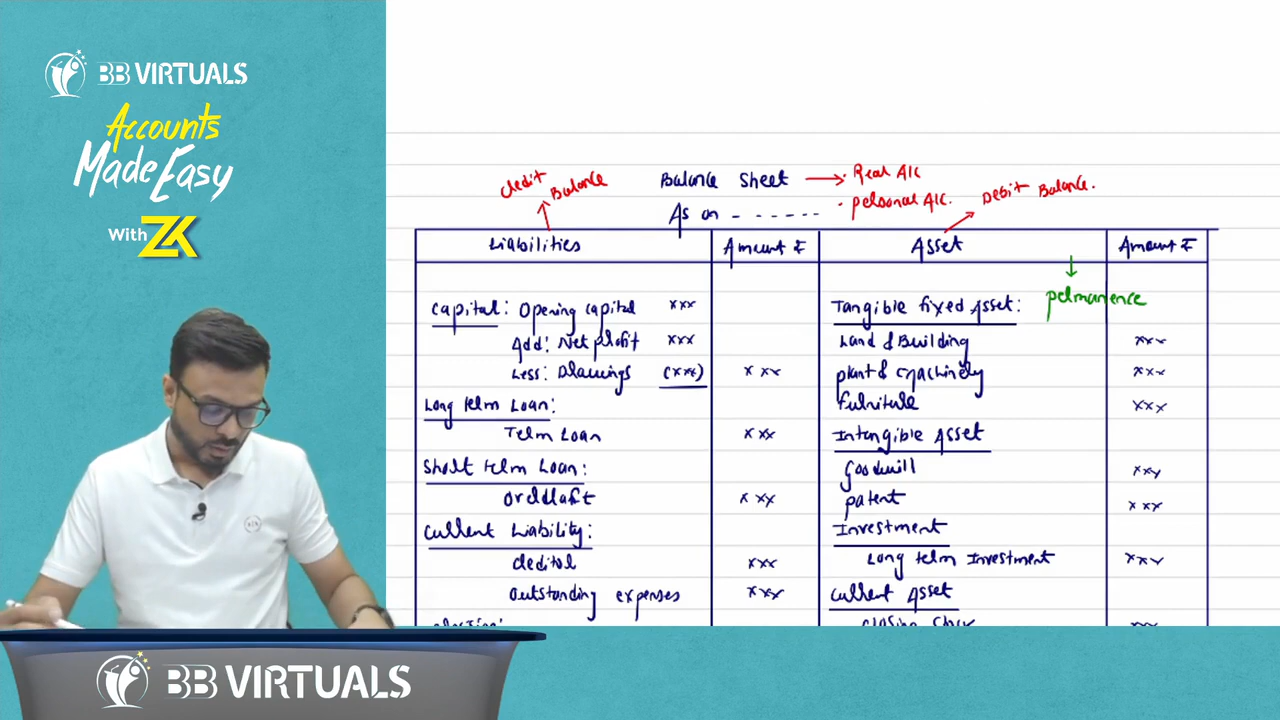 BB VIRTUALS
Accounts
Made Easy
With ZK
Credit Balance
Balance Sheet → • Real A/c
• personal A/c.
Debit Balance.
As on - - - - - - -
Liabilities Amount ₹ Asset Amount ₹
permanence
Capital: Opening capital xxx
Add: Net profit xxx
Less: Drawings (xxx) xxx
Long term Loan:
Term Loan xxx
Short term Loan:
Overdraft xxx
Current Liability:
Creditor xxx
Outstanding expenses xxx
Tangible fixed Asset:
Land & Building xxx
plant & Machinery xxx
furniture xxx
Intangible Asset
Goodwill xxx
patent xxx
Investment
Long term Investment xxx
Current Asset
closing stock xxx
BB VIRTUALS